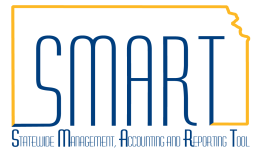 SMART
STATEWIDE MANAGEMENT, ACCOUNTING AND REPORTING TOOL